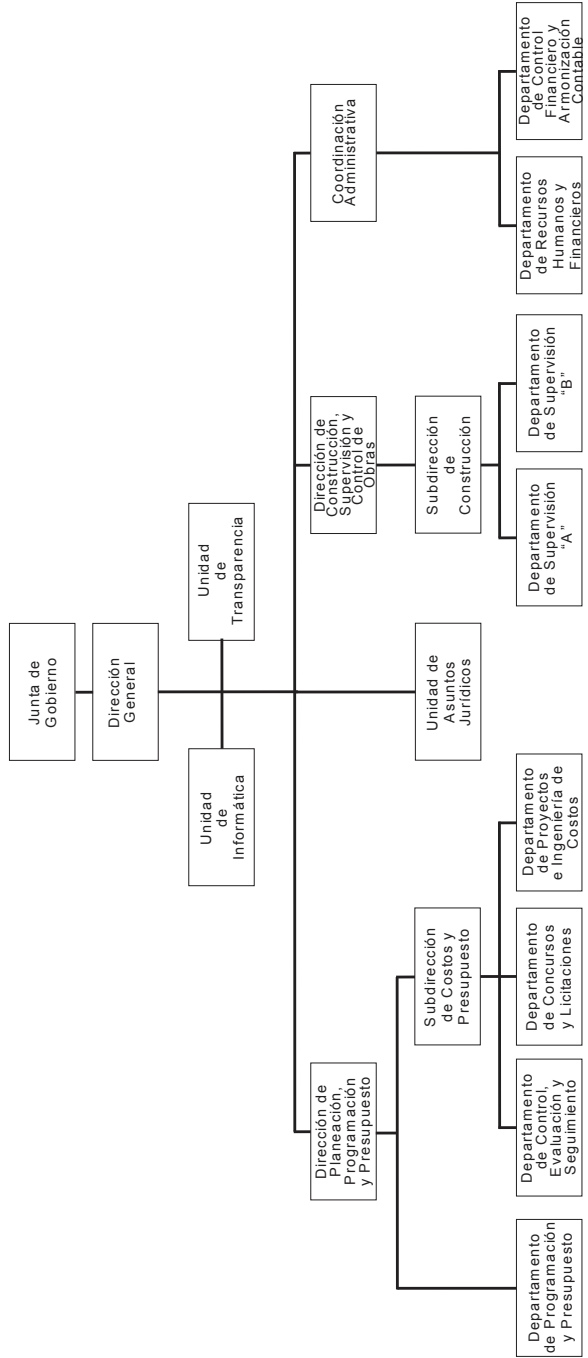 Junta de
Gobierno
Dirección
General
Unidad
de
Informática
Unidad
de
Transparencia
Dirección de
Planeación,
Programación
y Presupuesto
Dirección de
Construcción,
Supervisión y
Control de
Obras
Coordinación
Administrativa
Subdirección
de Costos y
Presupuesto
Unidad de
Asuntos
Jurídicos
Subdirección
de
Construcción
Departamento
de Programación
y Presupuesto
Departamento
de Control,
Evaluación y
Seguimiento
Departamento
de Concursos
y Licitaciones
Departamento
de Proyectos
e Ingeniería de
Costos
Departamento
de Supervisión
“A”
Departamento
de Supervisión
“B”
Departamento
de Recursos
Humanos y
Financieros
Departamento
de Control
Financiero y
Armonización
Contable